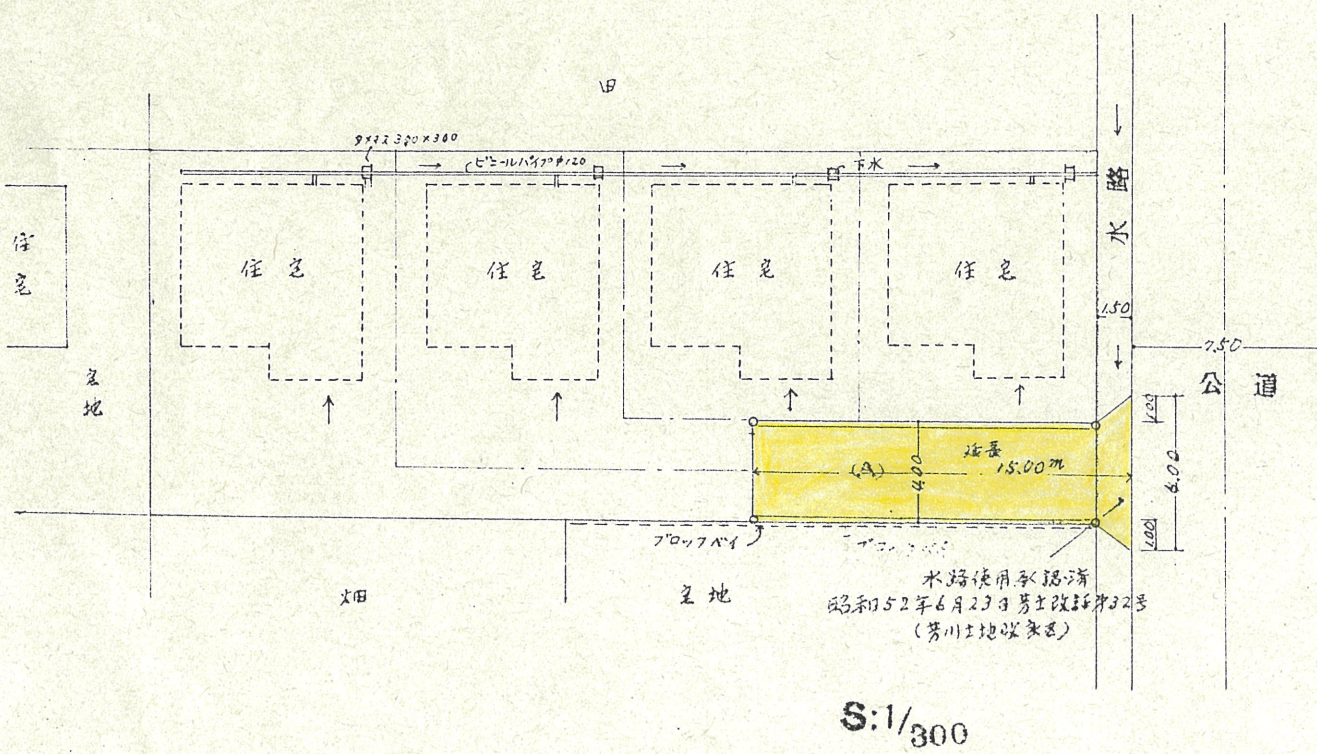 田
300×300
ビニールパイプφ120
下水
水路
住宅
住宅
住宅
住宅
住宅
1.50
7.50
公道
宅地
1.00
延長
15.00m
4.00
6.00
1.00
ブロックベイ
畑
宅地
水路使用承認済
昭和52年6月23日芳土改許第32号
(芳川土地改良区)
S:1/300